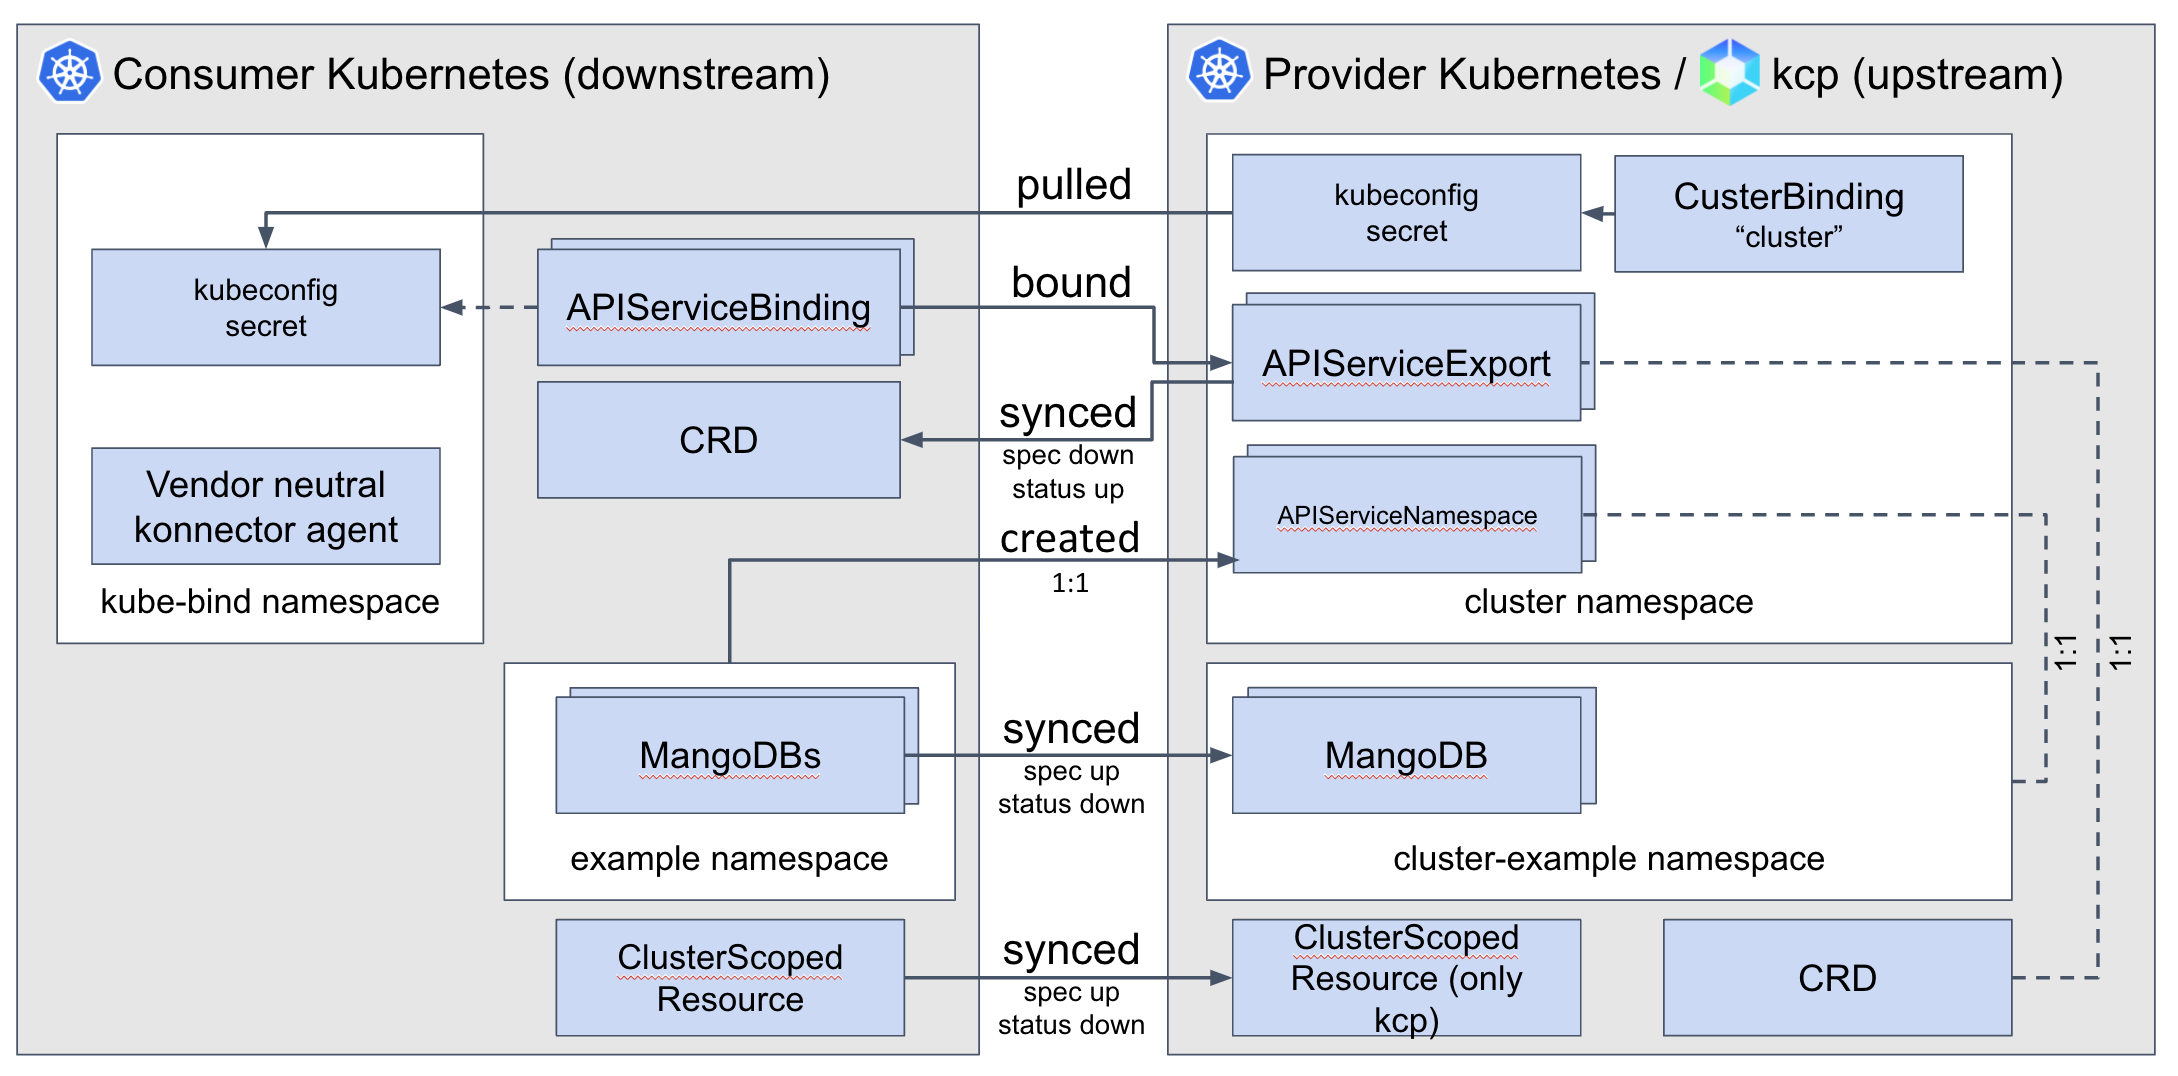 Consumer Kubernetes (downstream)
kubeconfig
secret
APIServiceBinding
CRD
Vendor neutral
konnector agent
kube-bind namespace
MangoDBs
example namespace
ClusterScoped
Resource
pulled
bound
synced
spec down
status up
created
1:1
synced
spec up
status down
synced
spec up
status down
Provider Kubernetes / kcp (upstream)
kubeconfig
secret
CusterBinding
“cluster”
APIServiceExport
APIServiceNamespace
cluster namespace
1:1
1:1
MangoDB
cluster-example namespace
ClusterScoped
Resource (only
kcp)
CRD